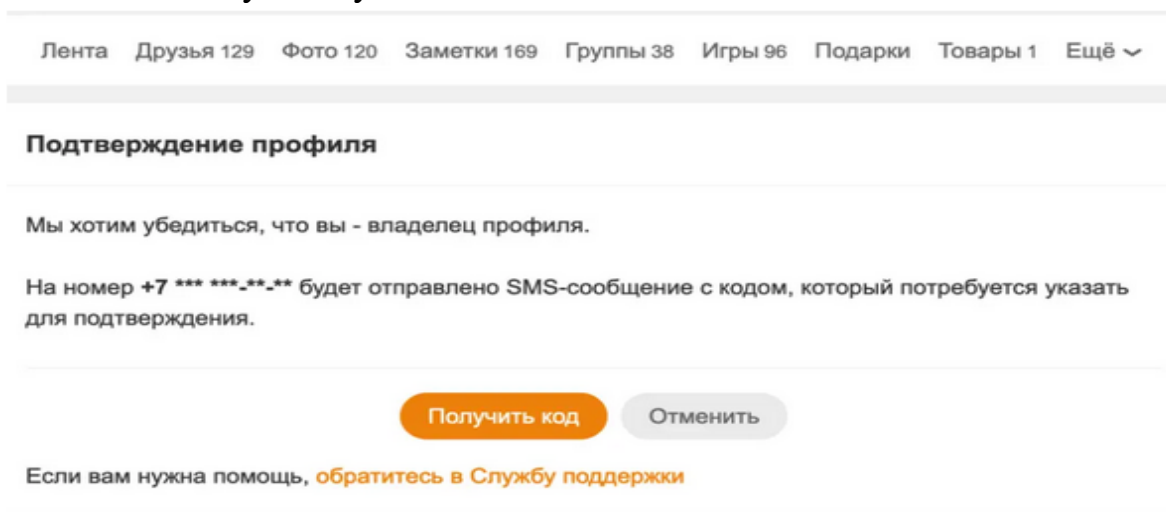 Лента Друзья 129 Фото 120 Заметки 169 Группы 38 Игры 96 Подарки Товары 1 Ещё
Подтверждение профиля
Мы хотим убедиться, что вы - владелец профиля.
На номер +7 *** ***-**-** будет отправлено SMS-сообщение с кодом, который потребуется указать
для подтверждения.
Получить код Отменить
Если вам нужна помощь, обратитесь в Службу поддержки